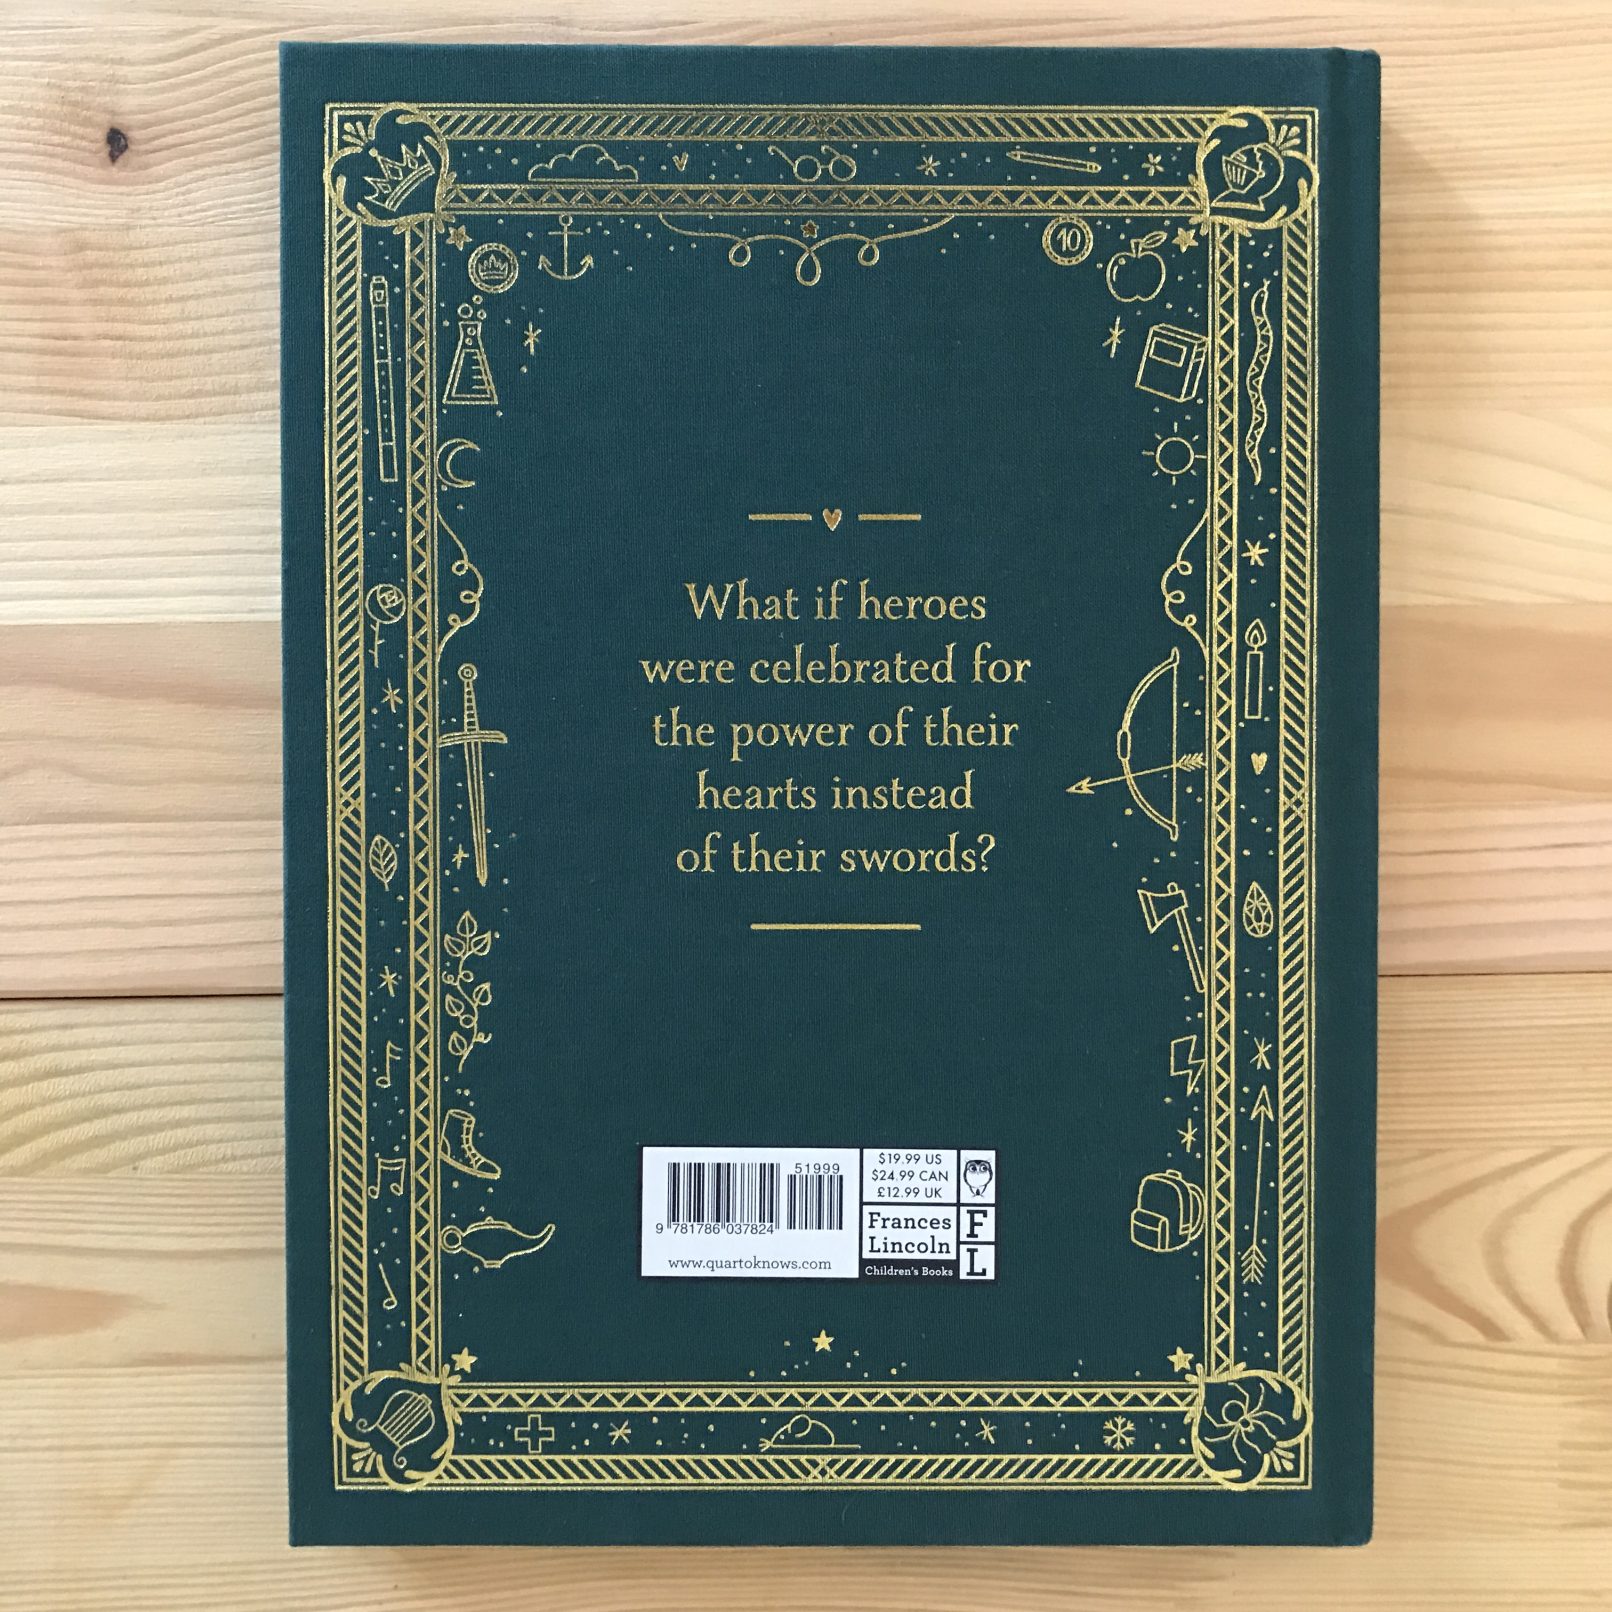 10
What if heroes
were celebrated for
the power of their
hearts instead
of their swords?
51999
9 781786 037824
www.quartoknows.com
$19.99 US
$24.99 CAN
£12.99 UK
Frances
Lincoln
Children's Books
F
L